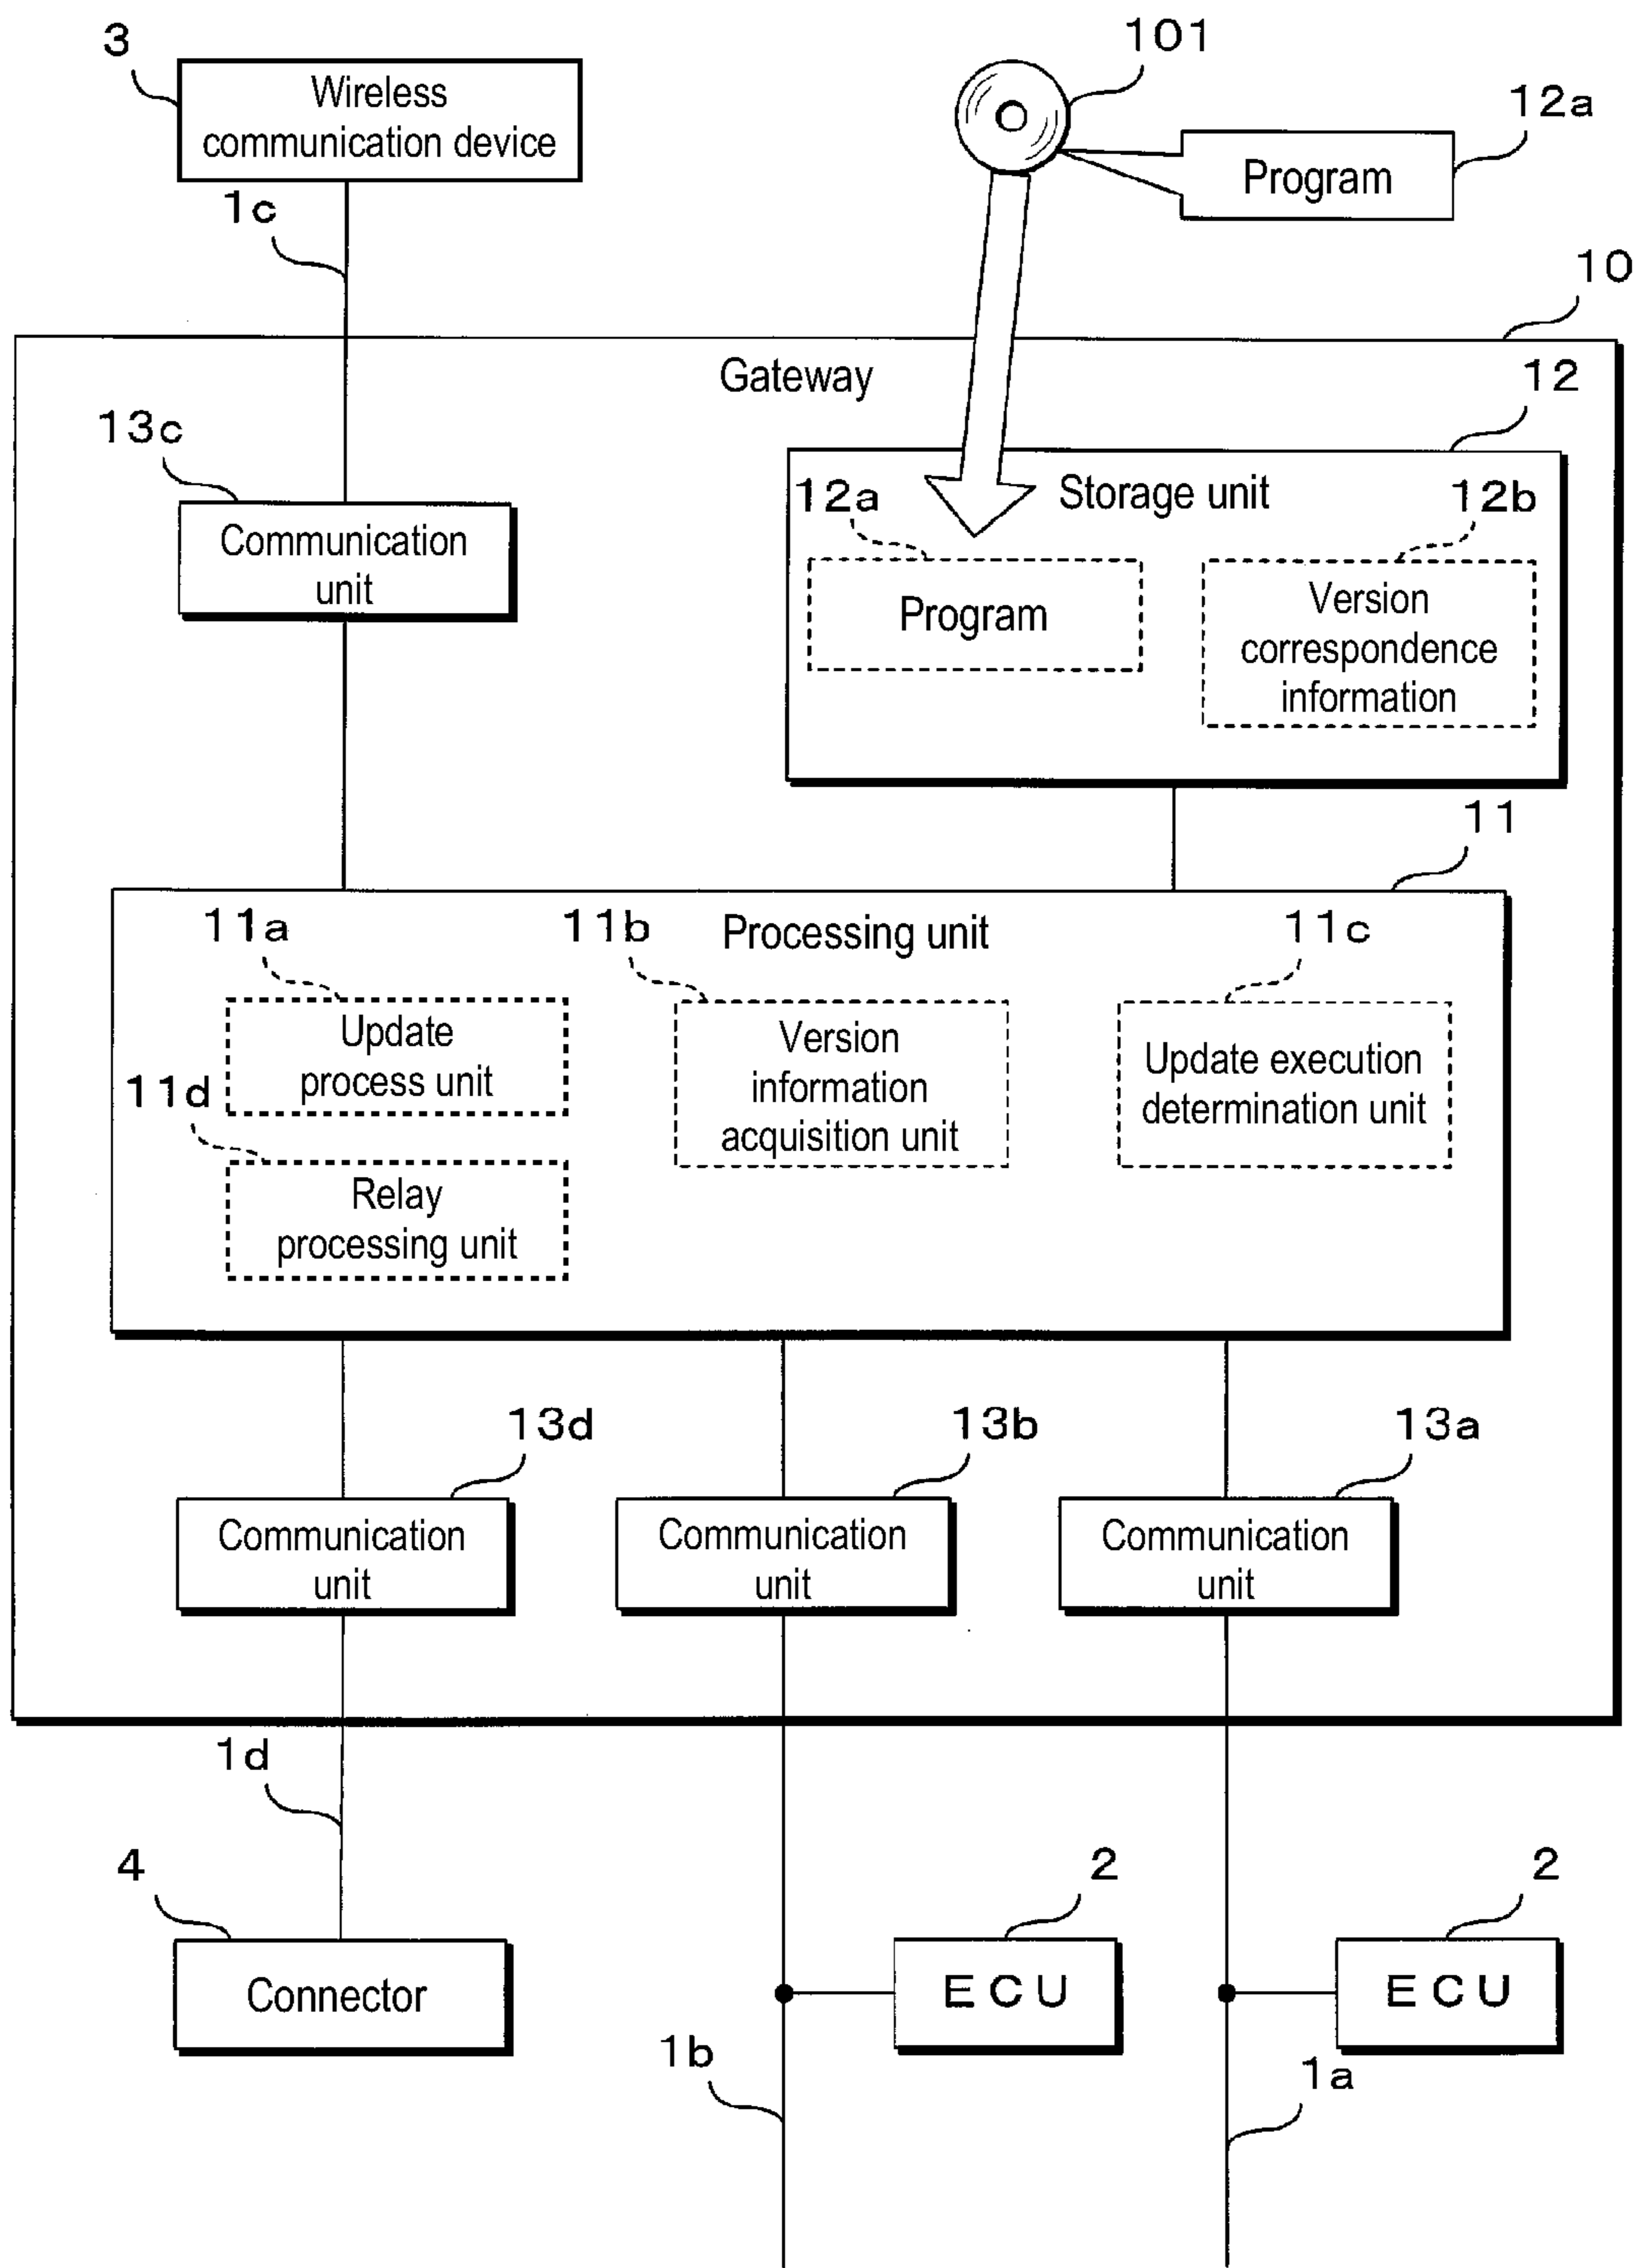 3
Wireless
communication device
101
12a
Program
1c
10
Gateway
12
13c
Communication
unit
Storage unit
12a
12b
Program
Version
correspondence
information
11
Processing unit
11a
11b
11c
Update
process unit
Version
information
acquisition unit
Update execution
determination unit
11d
Relay
processing unit
13d
13b
13a
Communication
unit
Communication
unit
Communication
unit
1d
4
2
2
Connector
ECU
ECU
1b
1a